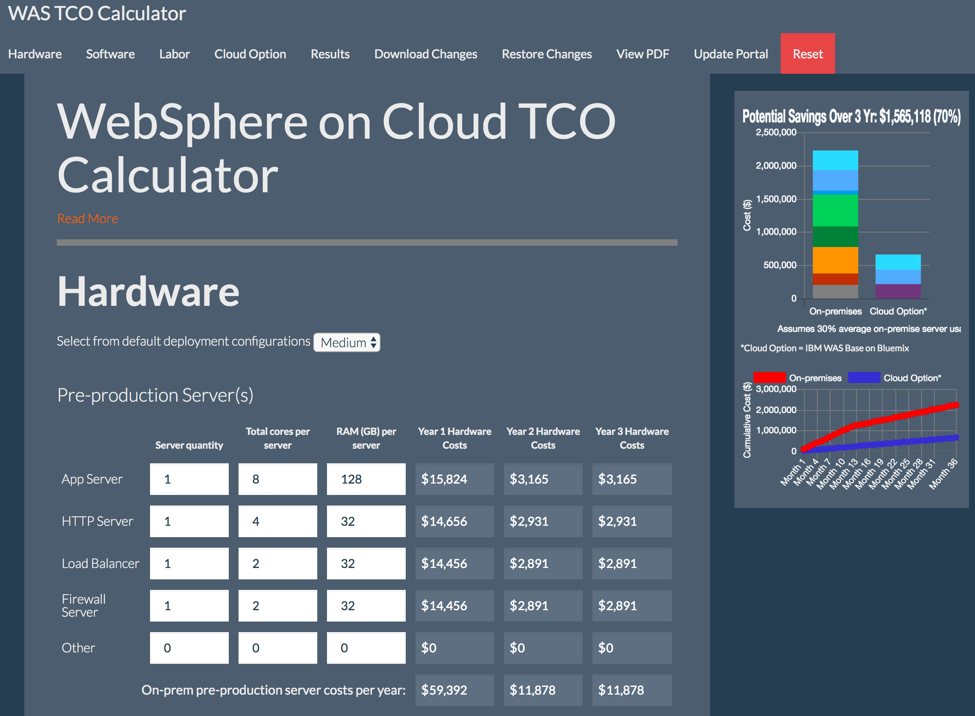 WAS TCO Calculator
Hardware Software Labor Cloud Option Results Download Changes Restore Changes View PDF Update Portal Reset
WebSphere on Cloud TCO
Calculator
Read More
Hardware
Select from default deployment configurations Medium
Pre-production Server(s)
Server quantity Total cores per server RAM (GB) per server Year 1 Hardware Costs Year 2 Hardware Costs Year 3 Hardware Costs
App Server 1 8 128 $15,824 $3,165 $3,165
HTTP Server 1 4 32 $14,656 $2,931 $2,931
Load Balancer 1 2 32 $14,456 $2,891 $2,891
Firewall Server 1 2 32 $14,456 $2,891 $2,891
Other 0 0 0 $0 $0 $0
On-prem pre-production server costs per year: $59,392 $11,878 $11,878
Potential Savings Over 3 Yr: $1,565,118 (70%)
2,500,000
2,000,000
1,500,000
1,000,000
500,000
0
Cost ($)
On-premises Cloud Option*
Assumes 30% average on-premise server usa
*Cloud Option = IBM WAS Base on Bluemix
On-premises Cloud Option*
3,000,000
2,000,000
1,000,000
0
Cumulative Cost ($)
Month 1 Month 4 Month 7 Month 10 Month 13 Month 16 Month 19 Month 22 Month 25 Month 28 Month 31 Month 36